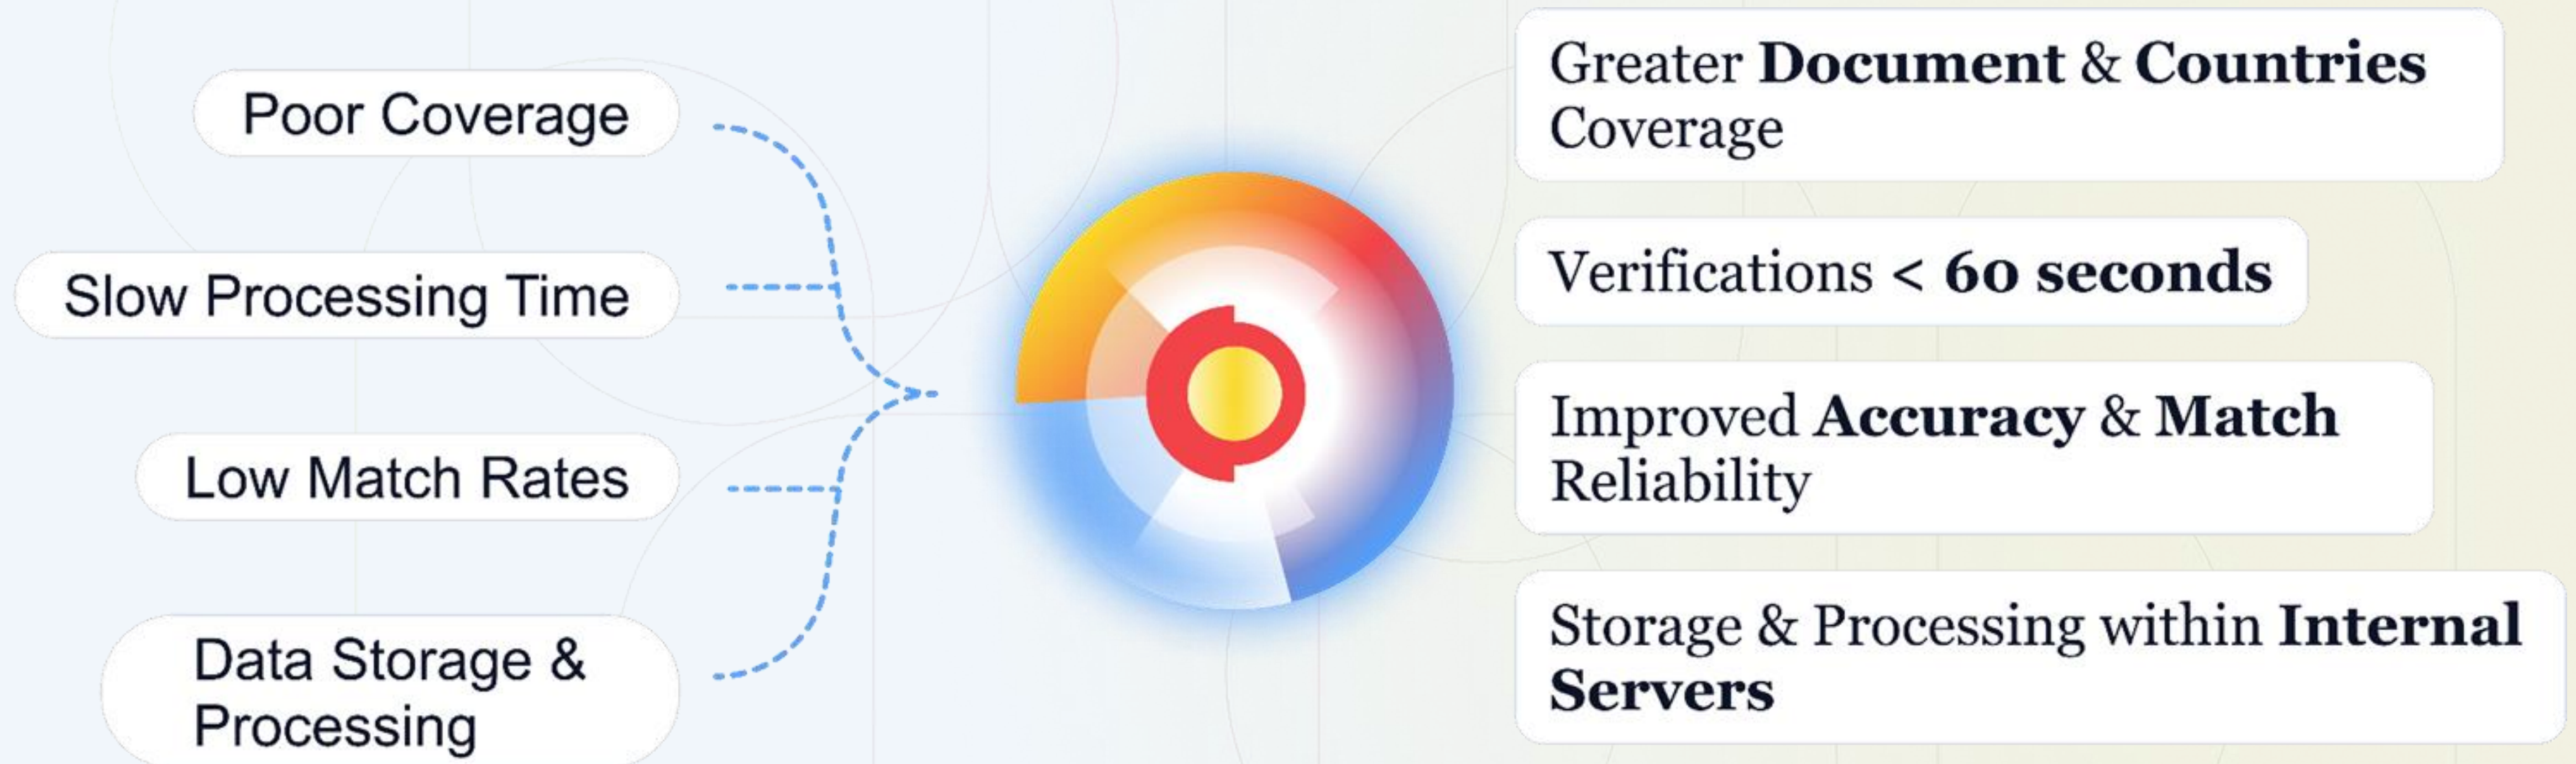 Poor Coverage
Slow Processing Time
Low Match Rates
Data Storage &
Processing
Greater Document & Countries
Coverage
Verifications < 60 seconds
Improved Accuracy & Match
Reliability
Storage & Processing within Internal
Servers